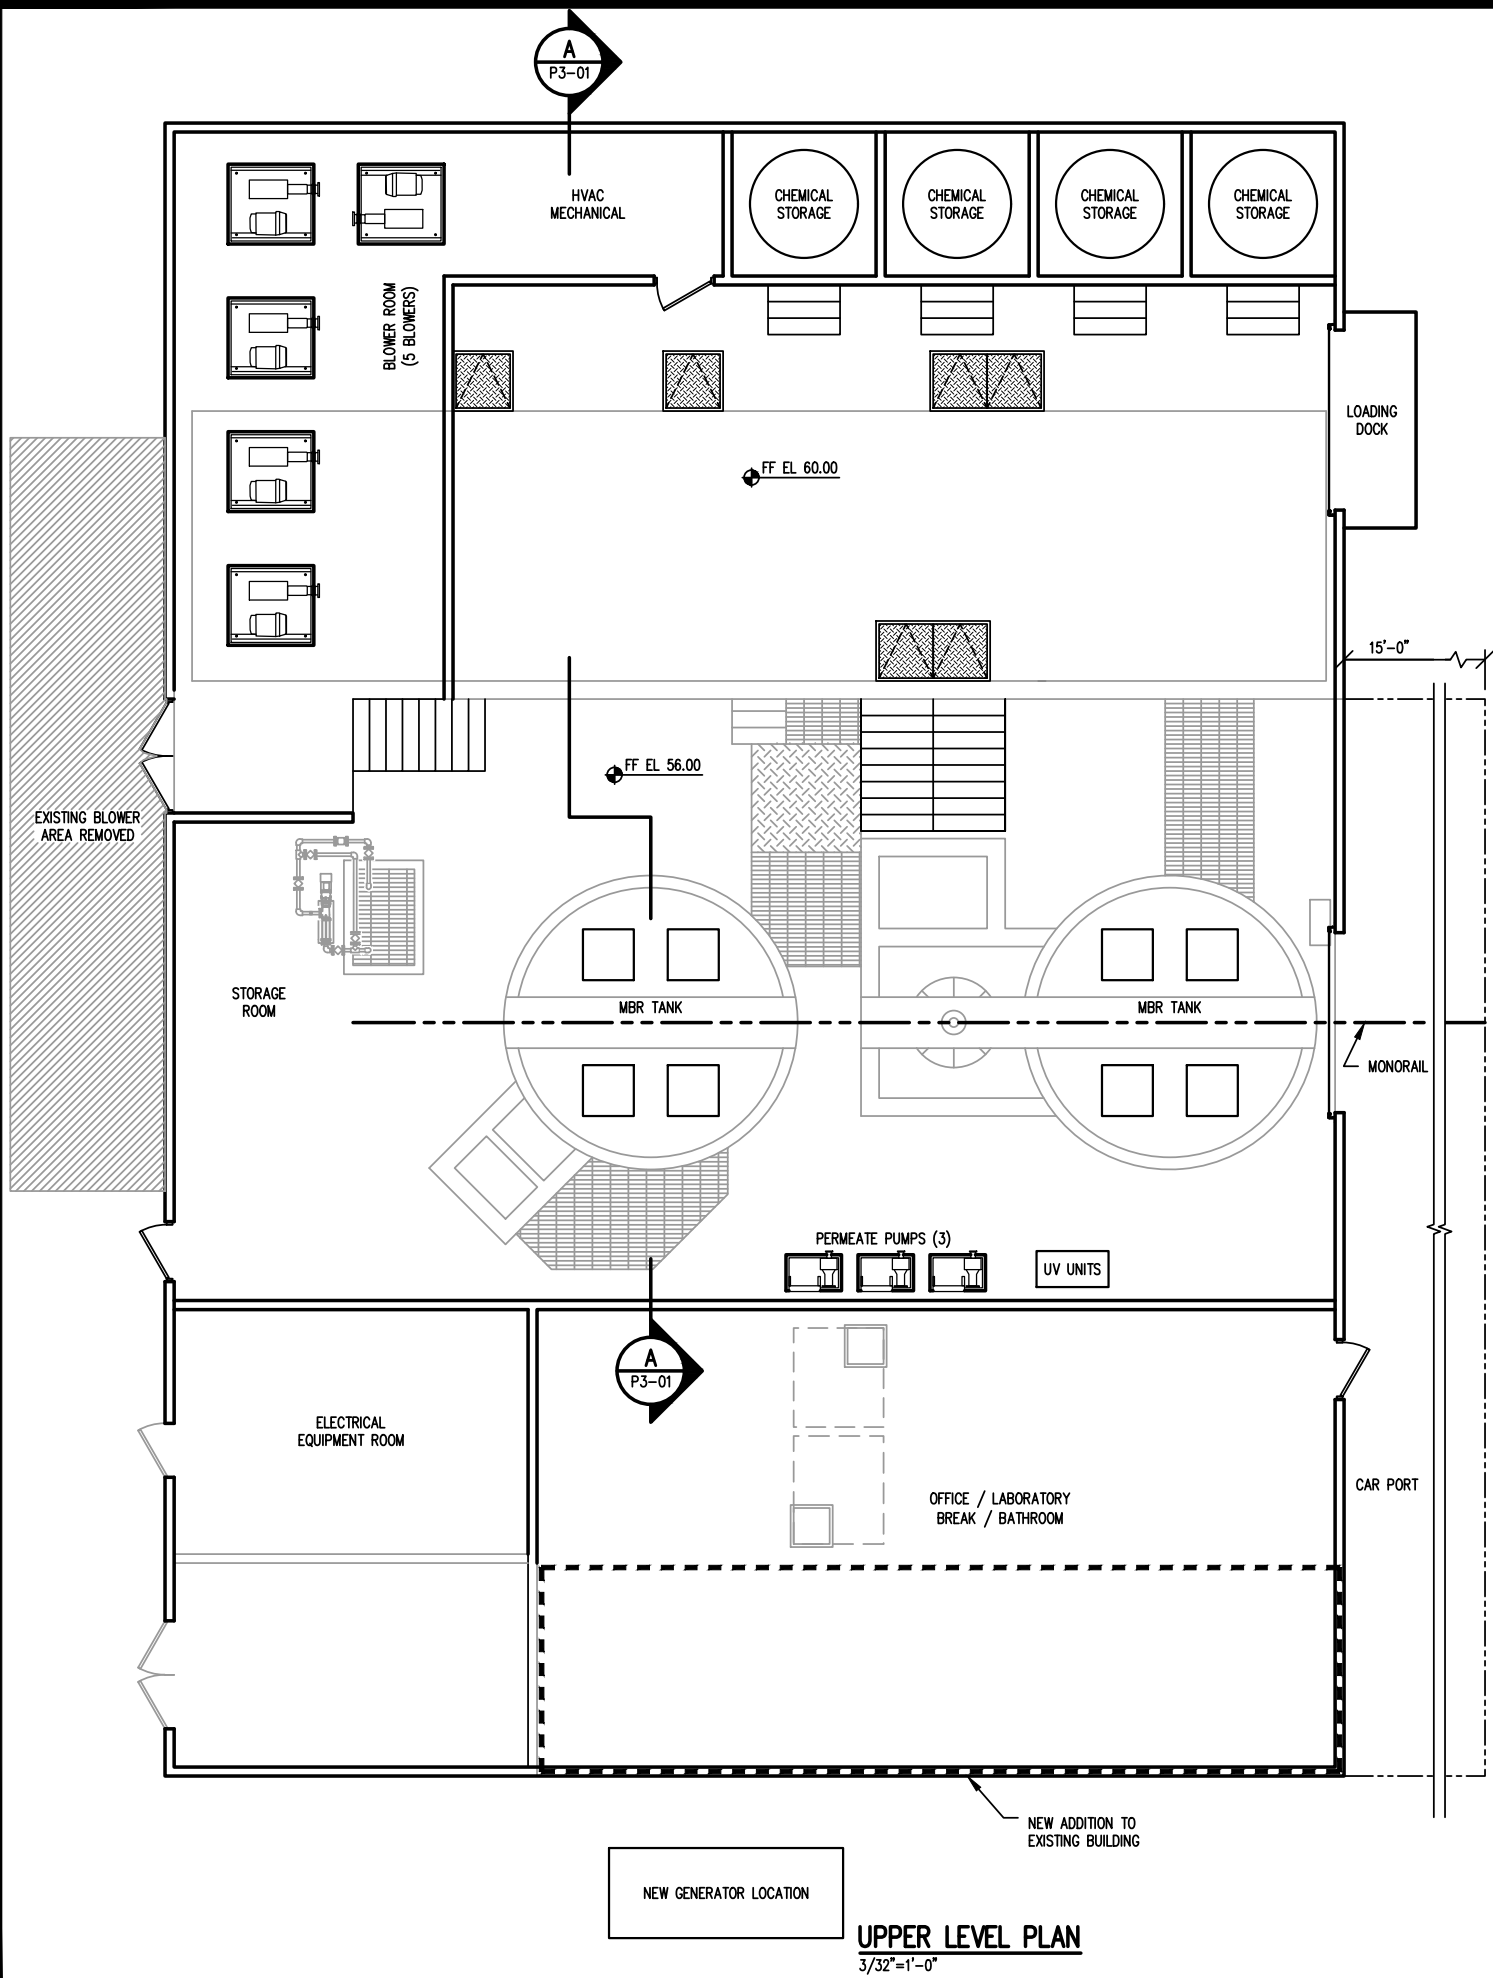 A
P3-01
HVAC
MECHANICAL
CHEMICAL
STORAGE
CHEMICAL
STORAGE
CHEMICAL
STORAGE
CHEMICAL
STORAGE
BLOWER ROOM
(5 BLOWERS)
LOADING
DOCK
FF EL 60.00
15'-0"
FF EL 56.00
EXISTING BLOWER
AREA REMOVED
STORAGE
ROOM
MBR TANK
MBR TANK
MONORAIL
PERMEATE PUMPS (3)
UV UNITS
A
P3-01
ELECTRICAL
EQUIPMENT ROOM
OFFICE / LABORATORY
BREAK / BATHROOM
CAR PORT
NEW ADDITION TO
EXISTING BUILDING
NEW GENERATOR LOCATION
UPPER LEVEL PLAN
3/32"=1'-0"